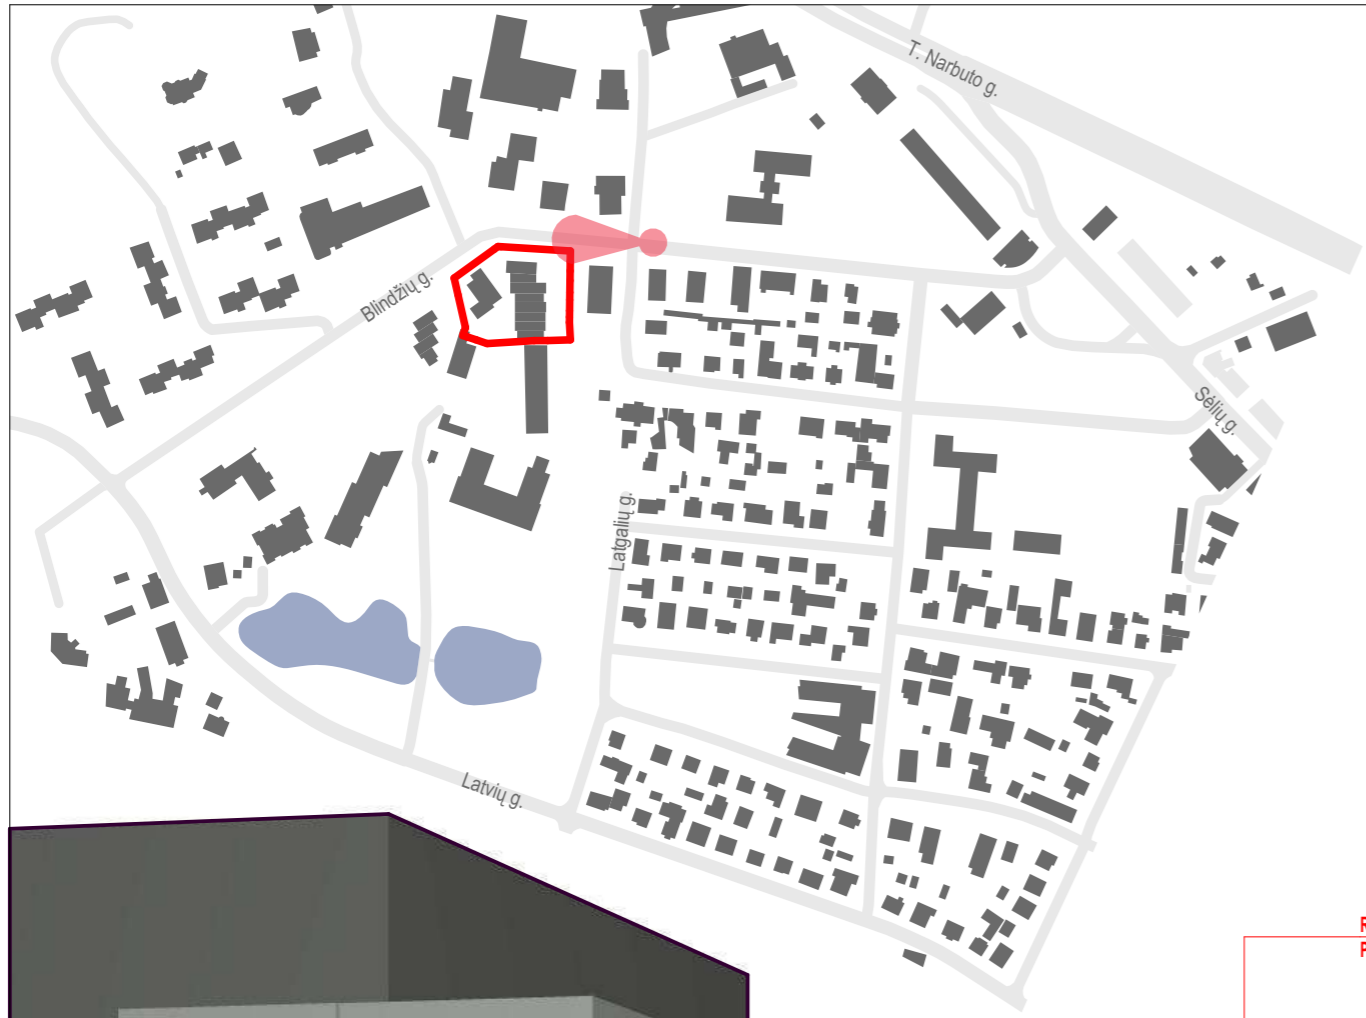 T. Narbuto g.
Blindžių g.
Sėlių g.
Latgalių g.
Latvių g.
R
P